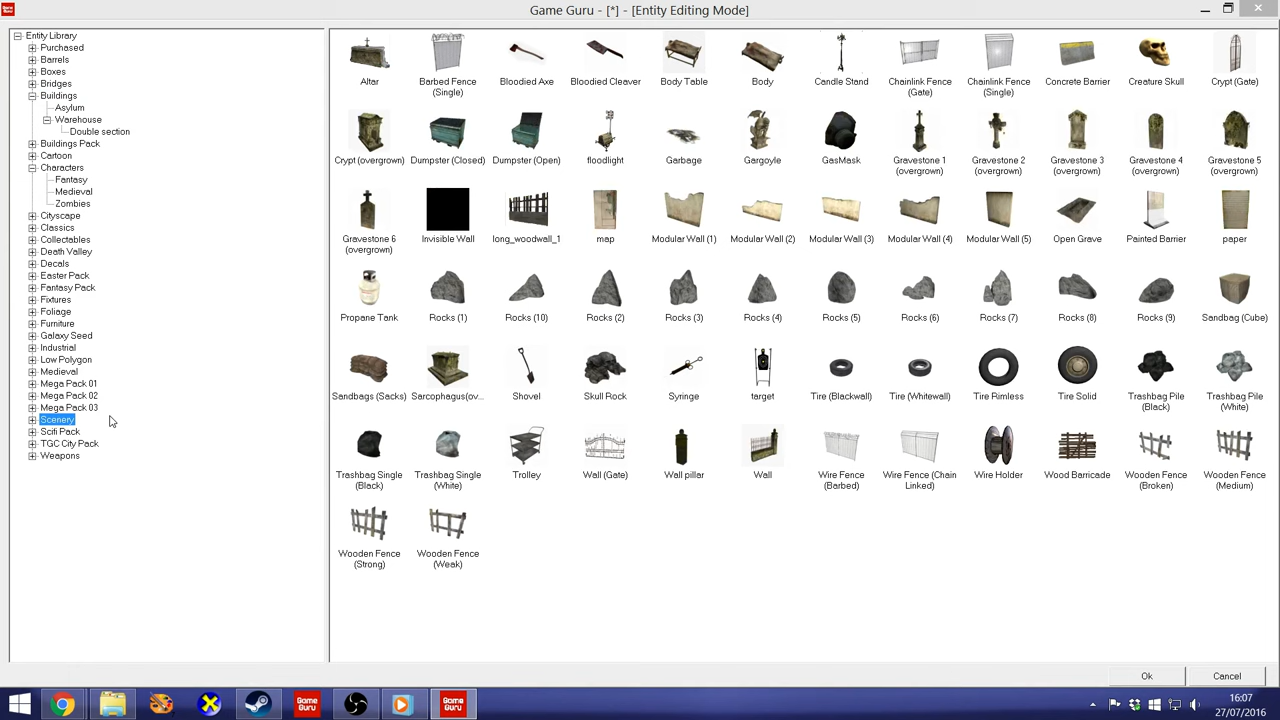 Game Guru - [*] - [Entity Editing Mode]
Entity Library
Purchased
Barrels
Boxes
Bridges
Buildings
Asylum
Warehouse
Double section
Buildings Pack
Cartoon
Characters
Fantasy
Medieval
Zombies
Cityscape
Classics
Collectables
Death Valley
Decals
Easter Pack
Fantasy Pack
Fixtures
Foliage
Furniture
Galaxy Seed
Industrial
Low Polygon
Medieval
Mega Pack 01
Mega Pack 02
Mega Pack 03
Scenery
Scifi Pack
TGC City Pack
Weapons
Altar
Barbed Fence
(Single)
Bloodied Axe
Bloodied Cleaver
Body Table
Body
Candle Stand
Chainlink Fence
(Gate)
Chainlink Fence
(Single)
Concrete Barrier
Creature Skull
Crypt (Gate)
Crypt (overgrown)
Dumpster (Closed)
Dumpster (Open)
floodlight
Garbage
Gargoyle
GasMask
Gravestone 1
(overgrown)
Gravestone 2
(overgrown)
Gravestone 3
(overgrown)
Gravestone 4
(overgrown)
Gravestone 5
(overgrown)
Gravestone 6
(overgrown)
Invisible Wall
long_woodwall_1
map
Modular Wall (1)
Modular Wall (2)
Modular Wall (3)
Modular Wall (4)
Modular Wall (5)
Open Grave
Painted Barrier
paper
Propane Tank
Rocks (1)
Rocks (10)
Rocks (2)
Rocks (3)
Rocks (4)
Rocks (5)
Rocks (6)
Rocks (7)
Rocks (8)
Rocks (9)
Sandbag (Cube)
Sandbags (Sacks)
Sarcophagus(ov...
Shovel
Skull Rock
Syringe
target
Tire (Blackwall)
Tire (Whitewall)
Tire Rimless
Tire Solid
Trashbag Pile
(Black)
Trashbag Pile
(White)
Trashbag Single
(Black)
Trashbag Single
(White)
Trolley
Wall (Gate)
Wall pillar
Wall
Wire Fence
(Barbed)
Wire Fence (Chain
Linked)
Wire Holder
Wood Barricade
Wooden Fence
(Broken)
Wooden Fence
(Medium)
Wooden Fence
(Strong)
Wooden Fence
(Weak)
Ok
Cancel
GAME
GURU
GAME
GURU
16:07
27/07/2016